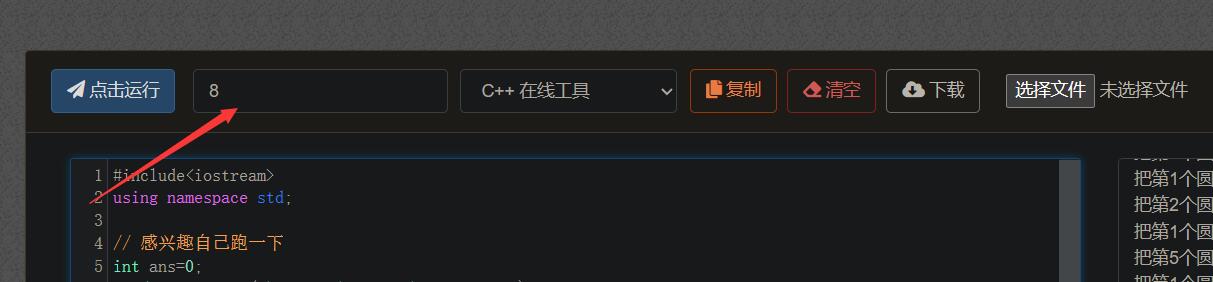 点击运行 8 C++ 在线工具 复制 清空 下载 选择文件 未选择文件
1 #include<iostream>
2 using namespace std;
3
4 // 感兴趣自己跑一下
5 int ans=0;
把第1个圆
把第2个圆
把第1个圆
把第5个圆